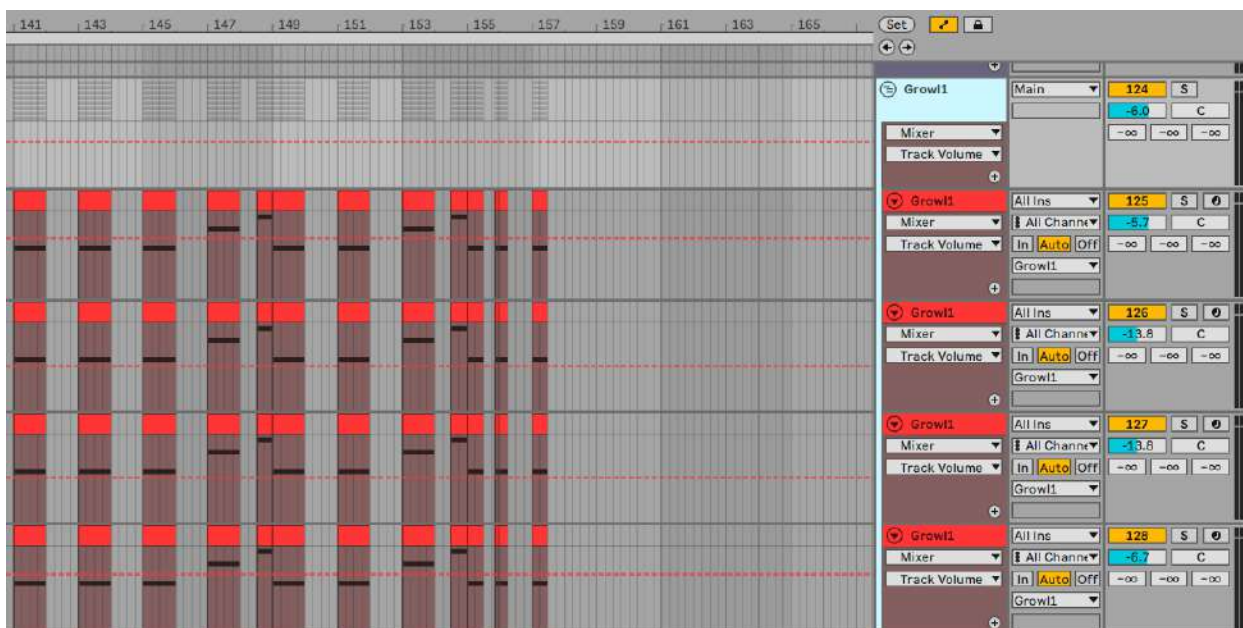 141 143 145 147 149 151 153 155 157 159 161 163 165 Set
Growl1 Main 124 S
-6.0 C
Mixer -∞ -∞ -∞
Track Volume
Growl1 All Ins 125 S
Mixer All Channe -5.7 C
Track Volume In Auto Off -∞ -∞ -∞
Growl1
Growl1 All Ins 126 S
Mixer All Channe -13.8 C
Track Volume In Auto Off -∞ -∞ -∞
Growl1
Growl1 All Ins 127 S
Mixer All Channe -13.8 C
Track Volume In Auto Off -∞ -∞ -∞
Growl1
Growl1 All Ins 128 S
Mixer All Channe -6.7 C
Track Volume In Auto Off -∞ -∞ -∞
Growl1